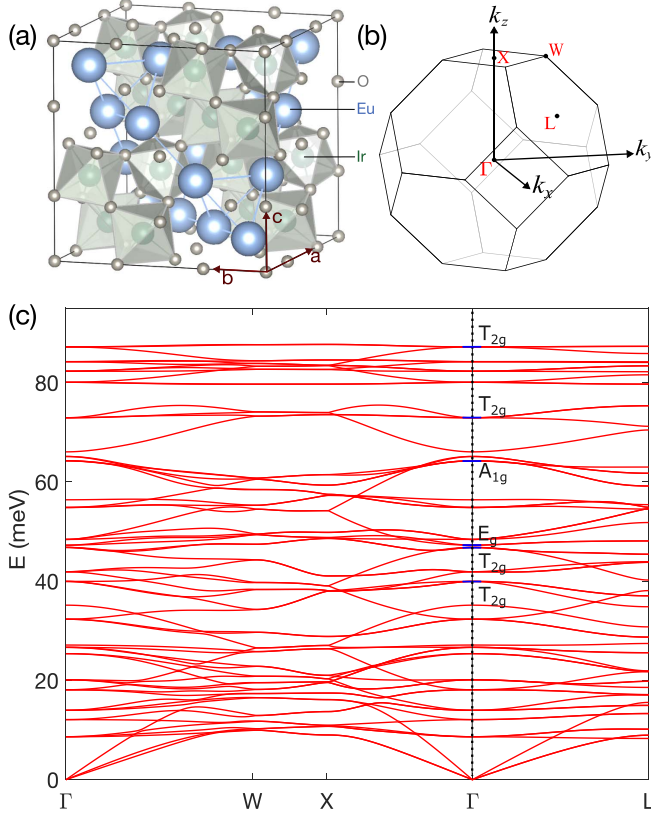 (a)
O
Eu
Ir
c
a
b
(b)
k_z
X
W
L
k_y
Γ
k_x
(c)
E (meV)
80
60
40
20
0
T_2g
T_2g
A_1g
E_g
T_2g
T_2g
Γ W X Γ L